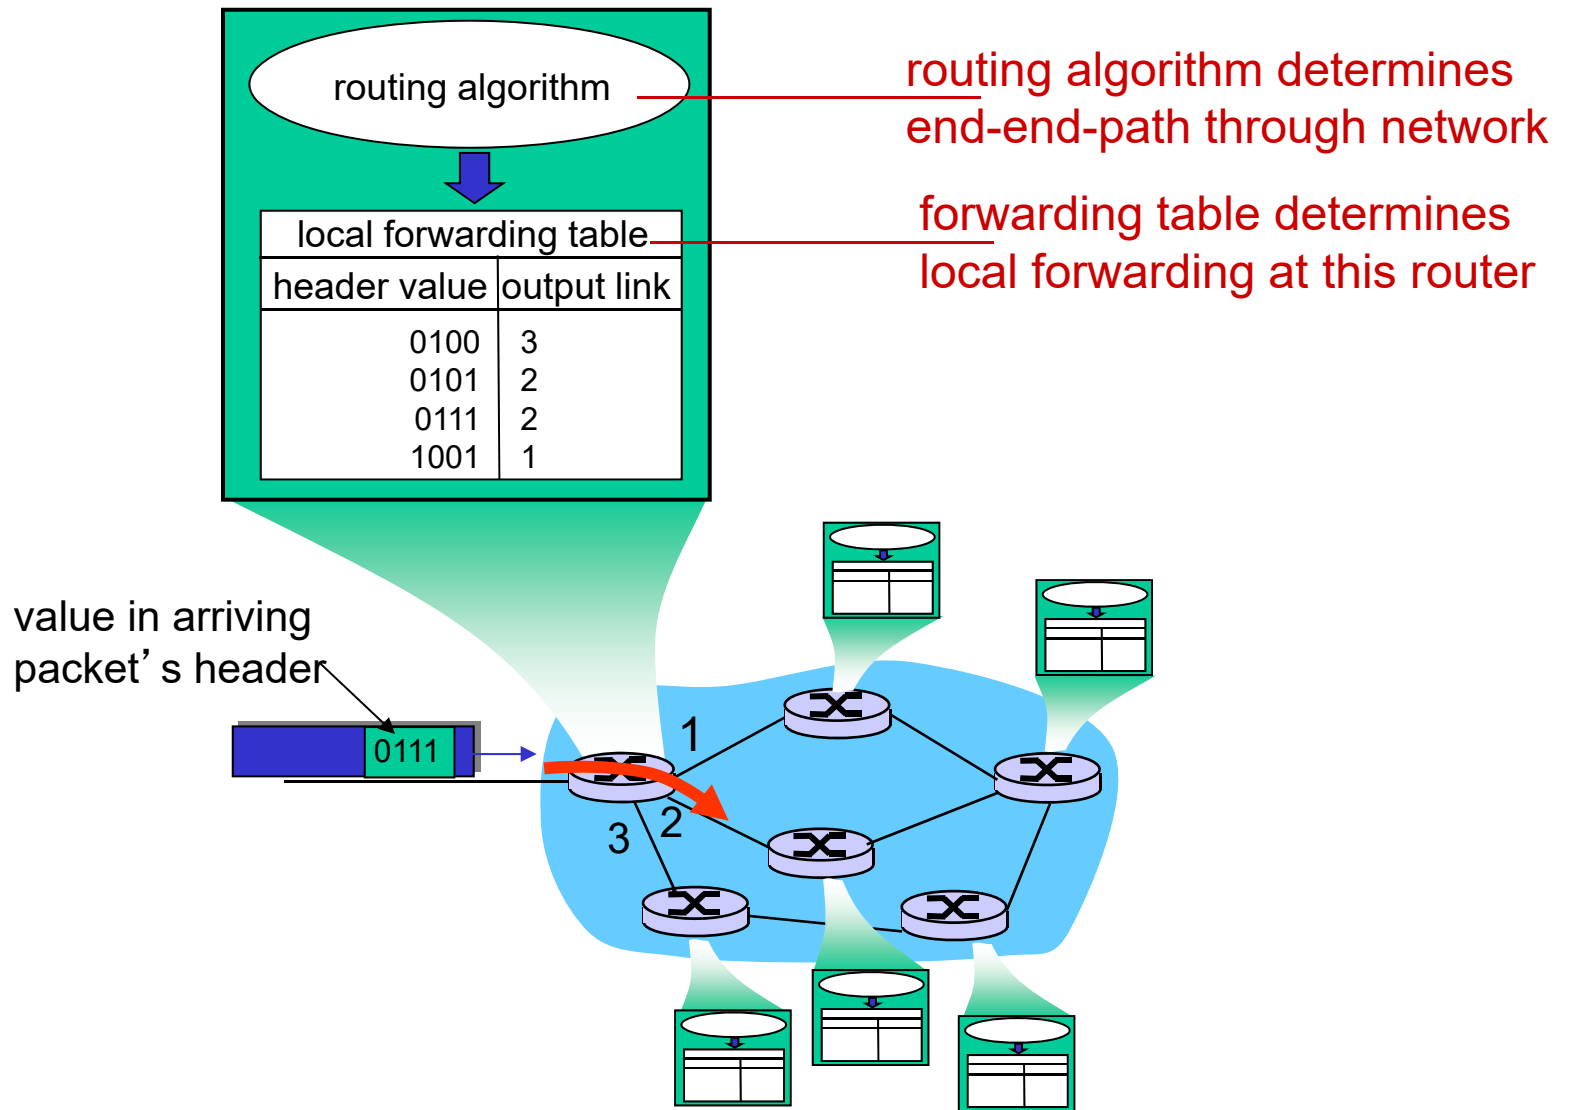 routing algorithm
routing algorithm determines
end-end-path through network
local forwarding table
forwarding table determines
local forwarding at this router
header value output link
0100 3
0101 2
0111 2
1001 1
value in arriving
packet’ s header
0111
1
2
3